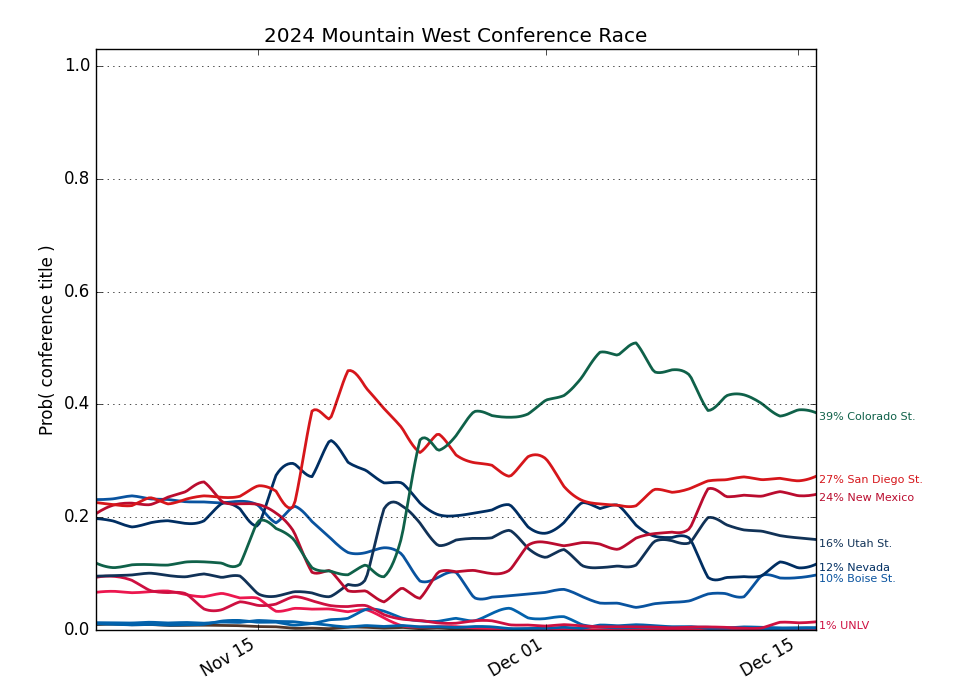 2024 Mountain West Conference Race
Prob( conference title )
1.0
0.8
0.6
0.4
0.2
0.0
39% Colorado St.
27% San Diego St.
24% New Mexico
16% Utah St.
12% Nevada
10% Boise St.
1% UNLV
Nov 15
Dec 01
Dec 15